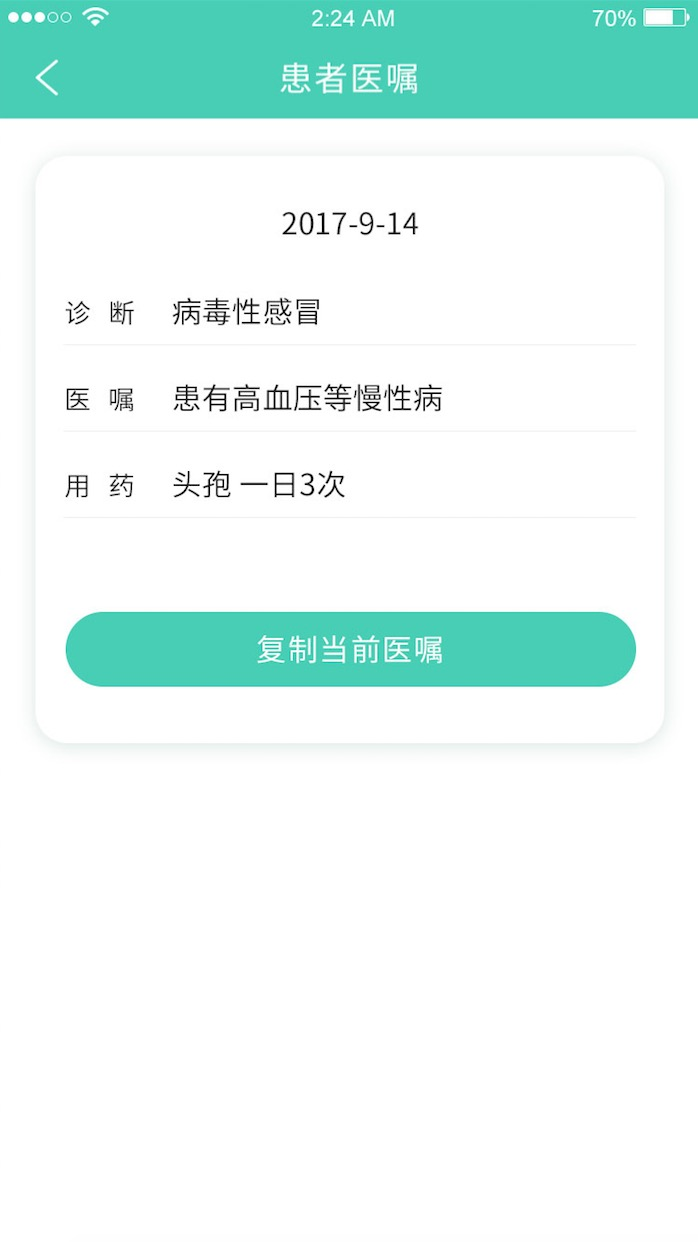 2:24 AM
70%
患者医嘱
2017-9-14
诊 断 病毒性感冒
医 嘱 患有高血压等慢性病
用 药 头孢 一日3次
复制当前医嘱